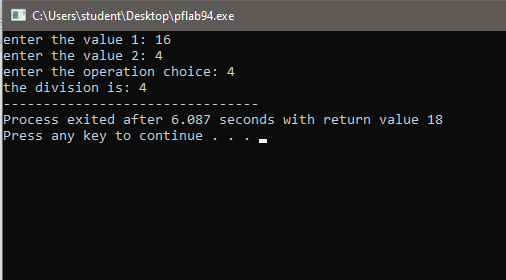 C:\Users\student\Desktop\pflab94.exe
enter the value 1: 16
enter the value 2: 4
enter the operation choice: 4
the division is: 4
--------------------------------
Process exited after 6.087 seconds with return value 18
Press any key to continue . . .